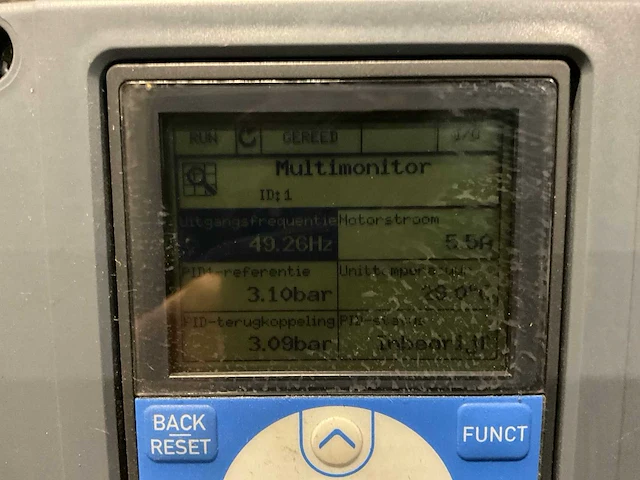 RUN GEREED I/O
Multimonitor
ID:1
Uitgangsfrequentie Motorstroom
49.26Hz 5.5A
PID1-referentie
3.10bar
PID-terugkoppeling
3.09bar Inbedrijf
BACK
RESET
FUNCT